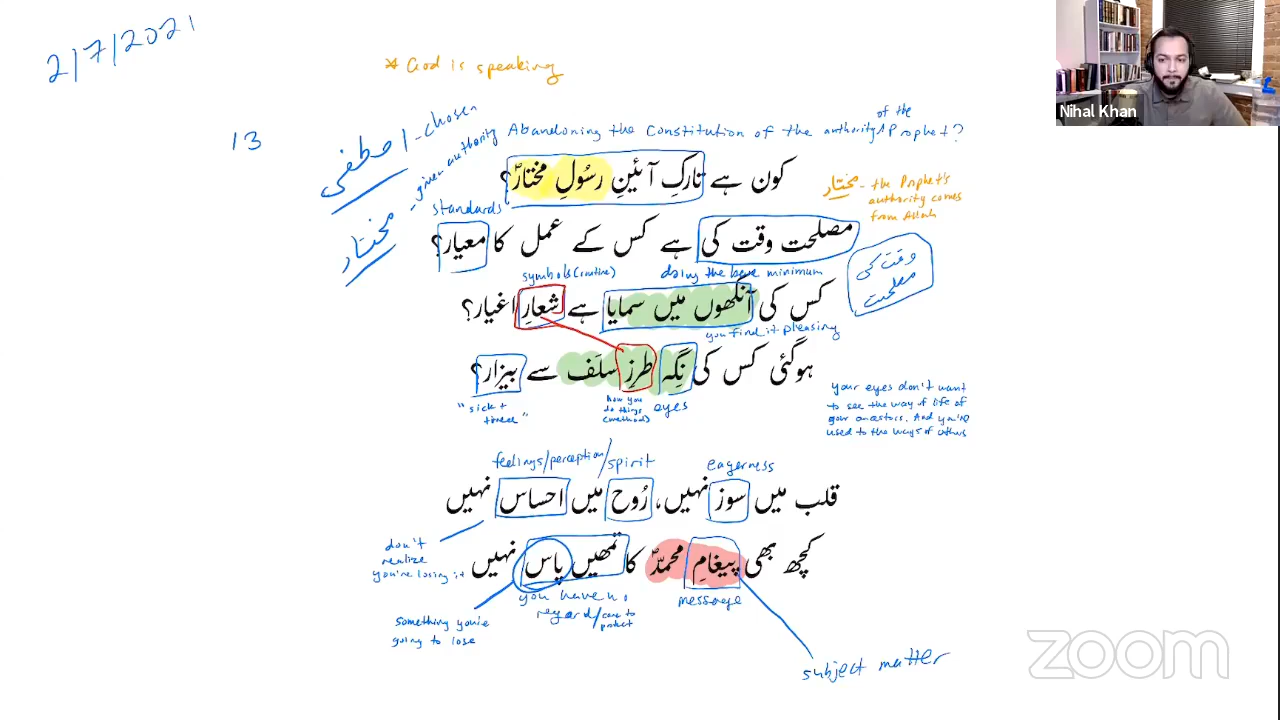 2/7/2021
* God is speaking
13
اصطفی - chosen
مختار - given authority
Abandoning the Constitution of the authority of the Prophet?
کون ہے تارکِ آئینِ رسُولِ مختارؐ؟
مختار - the Prophet's
authority comes
from Allah
standards
مصلحت وقت کی ہے کس کے عمل کا معیار؟
symbols (routine)
doing the bare minimum
وقت کی
مصلحت
کس کی آنکھوں میں سمایا ہے شعارِ اغیار؟
you find it pleasing
ہوگئی کس کی نِگہ طرزِ سلَف سے بیزار؟
"sick + tired"
how you
do things
(method)
eyes
your eyes don't want
to see the way of life of
your ancestors. And you're
used to the ways of others
feelings/perception/spirit
eagerness
قلب میں سوز نہیں، رُوح میں احساس نہیں
don't
realize
you're losing it
کچھ بھی پیغامِ محمدؐ کا تمھیں پاس نہیں
you have no
regard/care to
protect
message
something you're
going to lose
subject matter
Nihal Khan
zoom